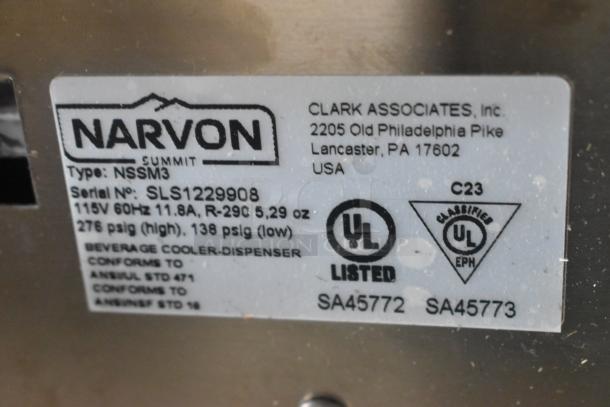 NARVON
SUMMIT
Type: NSSM3
Serial Nº: SLS1229908
115V 60Hz 11.8A, R-290 5,29 oz
276 psig (high), 138 psig (low)
BEVERAGE COOLER-DISPENSER
CONFORMS TO
ANSI/UL STD 471
CONFORMS TO
ANSI/NSF STD 18
CLARK ASSOCIATES, Inc.
2205 Old Philadelphia Pike
Lancaster, PA 17602
USA
UL
LISTED
SA45772
C23
CLASSIFIED
UL
EPH
SA45773